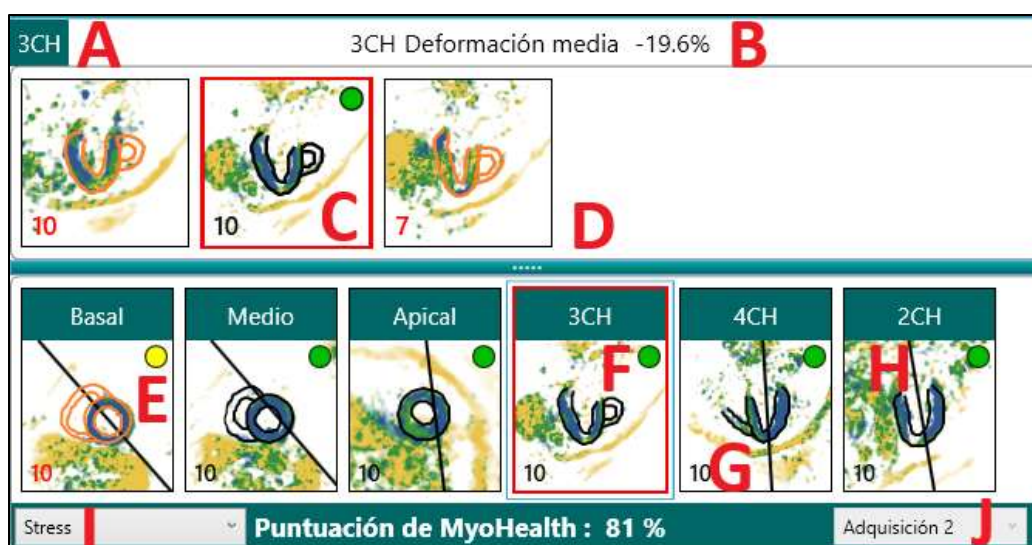 3CH A 3CH Deformación media -19.6% B
10 10 C 7 D
Basal Medio Apical 3CH 4CH 2CH
E F H
10 10 10 10 10 G 10
Stress I Puntuación de MyoHealth : 81 % Adquisición 2 J